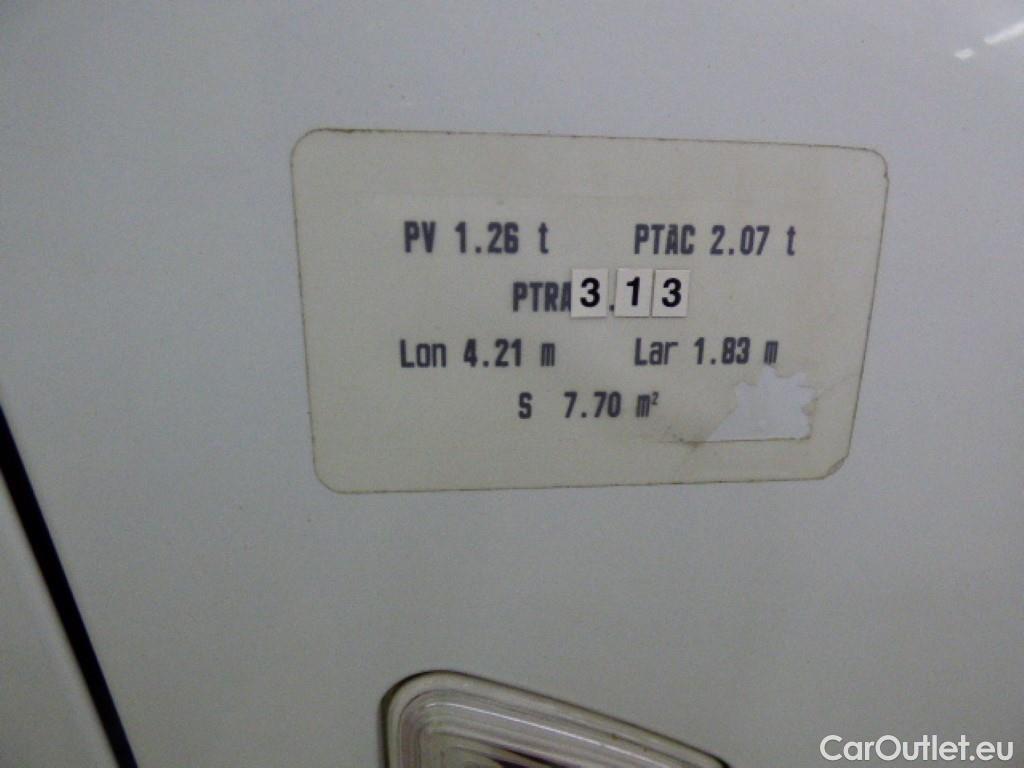 PV 1.26 t PTAC 2.07 t
PTRA 3.13
Lon 4.21 m Lar 1.83 m
S 7.70 m²
CarOutlet.eu